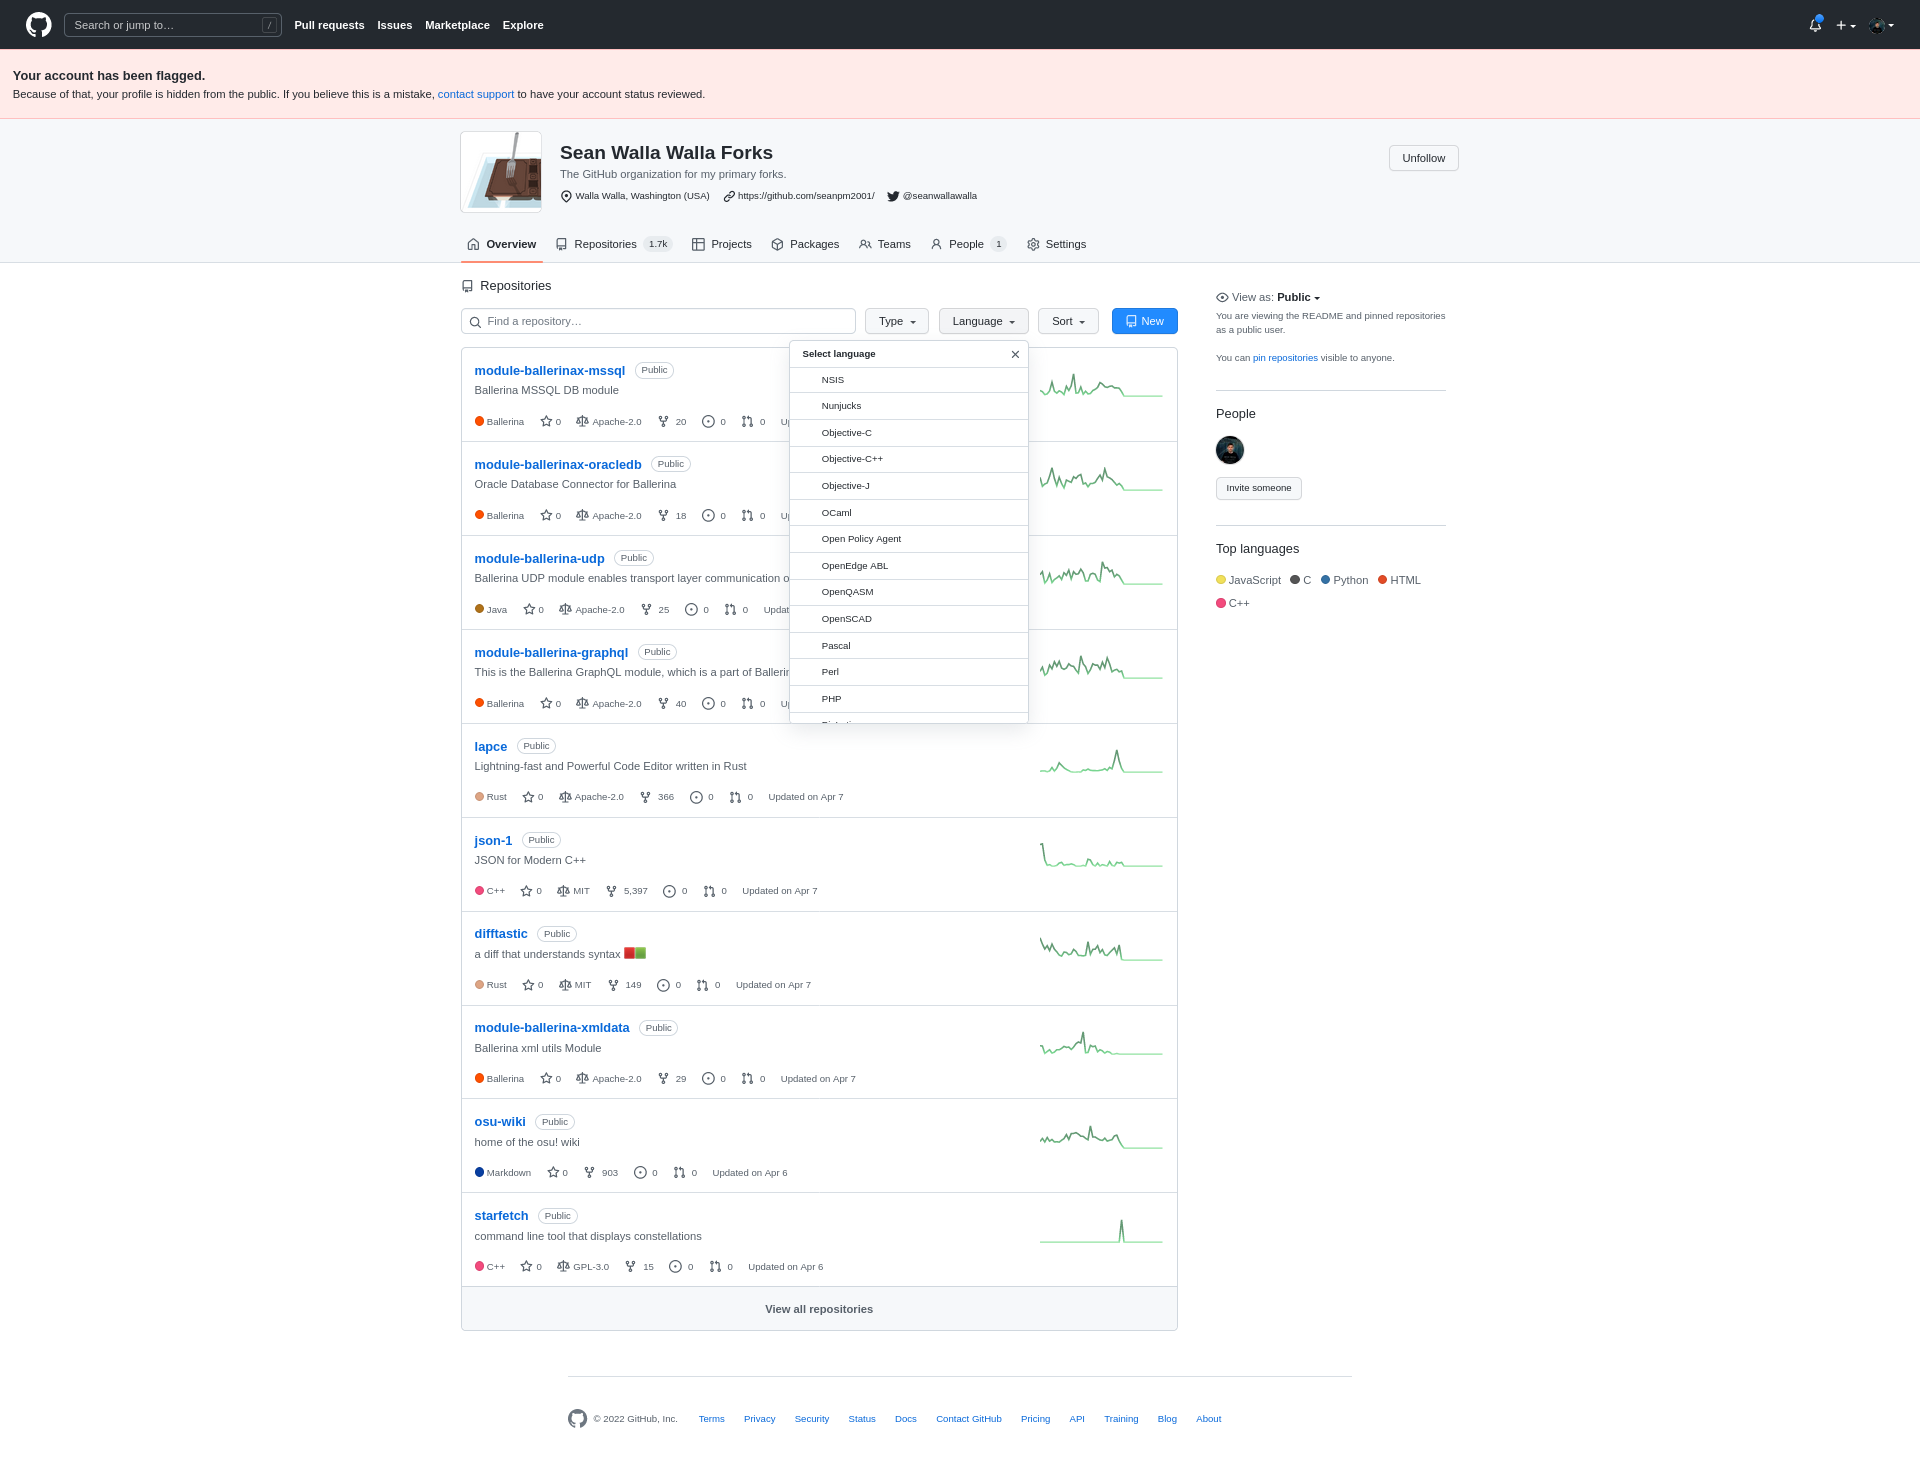 Search or jump to…
/
Pull requests
Issues
Marketplace
Explore
Your account has been flagged.
Because of that, your profile is hidden from the public. If you believe this is a mistake, contact support to have your account status reviewed.
Sean Walla Walla Forks
The GitHub organization for my primary forks.
Walla Walla, Washington (USA)
https://github.com/seanpm2001/
@seanwallawalla
Unfollow
Overview
Repositories 1.7k
Projects
Packages
Teams
People 1
Settings
Repositories
Find a repository…
Type
Language
Sort
New
Select language
NSIS
Nunjucks
Objective-C
Objective-C++
Objective-J
OCaml
Open Policy Agent
OpenEdge ABL
OpenQASM
OpenSCAD
Pascal
Perl
PHP
module-ballerinax-mssql Public
Ballerina MSSQL DB module
Ballerina 0 Apache-2.0 20 0 0
module-ballerinax-oracledb Public
Oracle Database Connector for Ballerina
Ballerina 0 Apache-2.0 18 0 0
module-ballerina-udp Public
Ballerina UDP module enables transport layer communication
Java 0 Apache-2.0 25 0 0
module-ballerina-graphql Public
This is the Ballerina GraphQL module, which is a part of
Ballerina 0 Apache-2.0 40 0 0
lapce Public
Lightning-fast and Powerful Code Editor written in Rust
Rust 0 Apache-2.0 366 0 0 Updated on Apr 7
json-1 Public
JSON for Modern C++
C++ 0 MIT 5,397 0 0 Updated on Apr 7
difftastic Public
a diff that understands syntax 🟥🟩
Rust 0 MIT 149 0 0 Updated on Apr 7
module-ballerina-xmldata Public
Ballerina xml utils Module
Ballerina 0 Apache-2.0 29 0 0 Updated on Apr 7
osu-wiki Public
home of the osu! wiki
Markdown 0 903 0 0 Updated on Apr 6
starfetch Public
command line tool that displays constellations
C++ 0 GPL-3.0 15 0 0 Updated on Apr 6
View all repositories
View as: Public
You are viewing the README and pinned repositories
as a public user.
You can pin repositories visible to anyone.
People
Invite someone
Top languages
JavaScript C Python HTML
C++
© 2022 GitHub, Inc.
Terms
Privacy
Security
Status
Docs
Contact GitHub
Pricing
API
Training
Blog
About